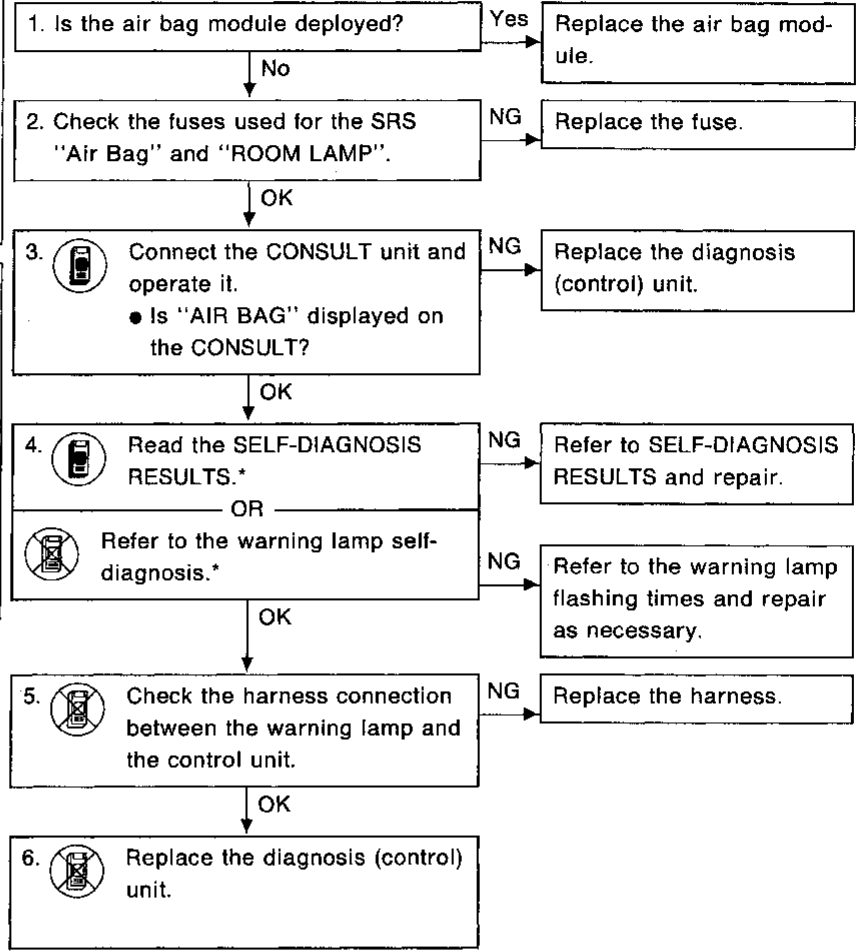 1. Is the air bag module deployed?
Yes
Replace the air bag mod-
ule.
No
2. Check the fuses used for the SRS
"Air Bag" and "ROOM LAMP".
NG
Replace the fuse.
OK
3. Connect the CONSULT unit and
operate it.
● Is "AIR BAG" displayed on
the CONSULT?
NG
Replace the diagnosis
(control) unit.
OK
4. Read the SELF-DIAGNOSIS
RESULTS.*
NG
Refer to SELF-DIAGNOSIS
RESULTS and repair.
OR
Refer to the warning lamp self-
diagnosis.*
NG
Refer to the warning lamp
flashing times and repair
as necessary.
OK
5. Check the harness connection
between the warning lamp and
the control unit.
NG
Replace the harness.
OK
6. Replace the diagnosis (control)
unit.